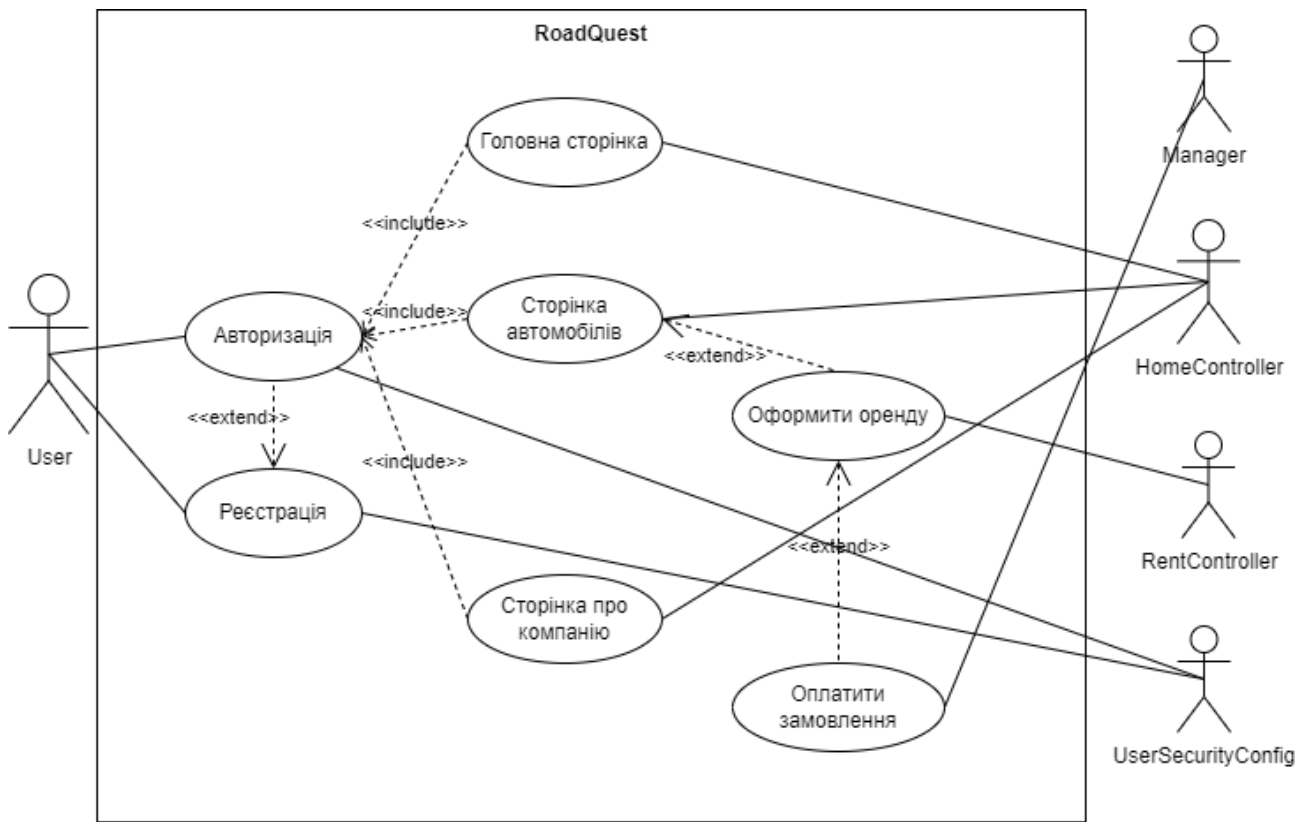 RoadQuest
Manager
Головна сторінка
<<include>>
HomeController
Сторінка
автомобілів
<<include>>
Авторизація
<<extend>>
User
<<extend>>
Оформити оренду
<<include>>
Реєстрація
RentController
<<extend>>
Сторінка про
компанію
Оплатити
замовлення
UserSecurityConfig